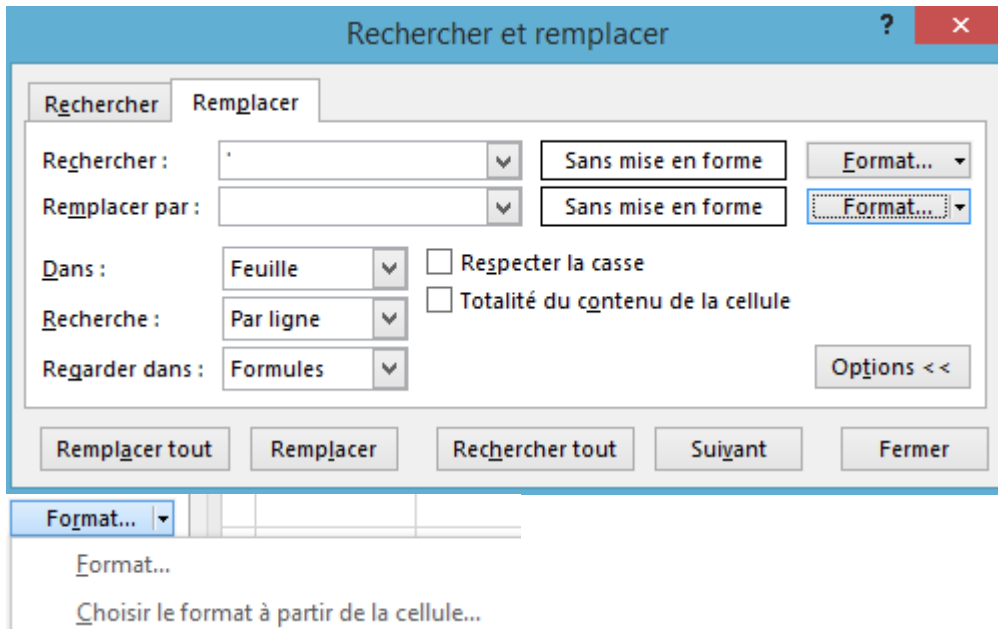 Rechercher et remplacer ?
Rechercher Remplacer
Rechercher : ' Sans mise en forme Format...
Remplacer par : Sans mise en forme Format...
Dans : Feuille Respecter la casse
Totalité du contenu de la cellule
Recherche : Par ligne
Regarder dans : Formules Options <<
Remplacer tout Remplacer Rechercher tout Suivant Fermer
Format...
Format...
Choisir le format à partir de la cellule...